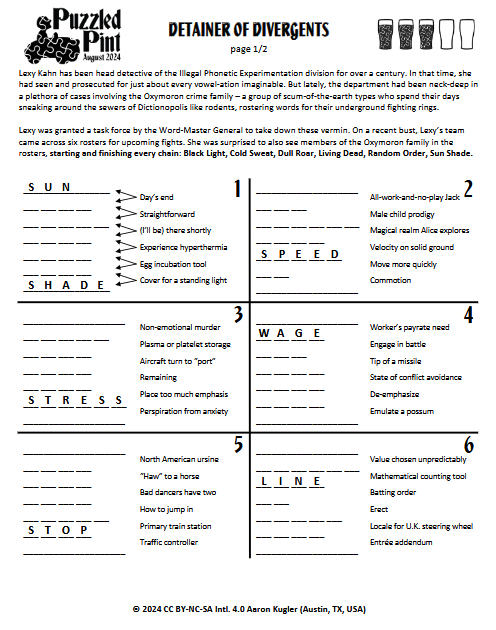 Puzzled
Pint
August 2024
DETAINER OF DIVERGENTS
page 1/2
Lexy Kahn has been head detective of the Illegal Phonetic Experimentation division for over a century. In that time, she
had seen and prosecuted for just about every vowel-ation imaginable. But lately, the department had been neck-deep in
a plethora of cases involving the Oxymoron crime family – a group of scum-of-the-earth types who spend their days
sneaking around the sewers of Dictionopolis like rodents, rostering words for their underground fighting rings.
Lexy was granted a task force by the Word-Master General to take down these vermin. On a recent bust, Lexy's team
came across six rosters for upcoming fights. She was surprised to also see members of the Oxymoron family in the
rosters, starting and finishing every chain: Black Light, Cold Sweat, Dull Roar, Living Dead, Random Order, Sun Shade.
1
S U N
Day's end
Straightforward
(I'll be) there shortly
Experience hyperthermia
Egg incubation tool
Cover for a standing light
S H A D E
2
All-work-and-no-play Jack
Male child prodigy
Magical realm Alice explores
Velocity on solid ground
S P E E D
Move more quickly
Commotion
3
Non-emotional murder
Plasma or platelet storage
Aircraft turn to "port"
Remaining
Place too much emphasis
S T R E S S
Perspiration from anxiety
4
Worker's payrate need
W A G E
Engage in battle
Tip of a missile
State of conflict avoidance
De-emphasize
Emulate a possum
5
North American ursine
"Haw" to a horse
Bad dancers have two
How to jump in
Primary train station
S T O P
Traffic controller
6
Value chosen unpredictably
Mathematical counting tool
L I N E
Batting order
Erect
Locale for U.K. steering wheel
Entrée addendum
© 2024 CC BY-NC-SA Intl. 4.0 Aaron Kugler (Austin, TX, USA)